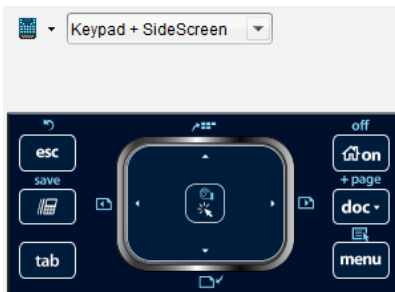 Keypad + SideScreen
off
esc
on
save
+ page
doc
tab
menu